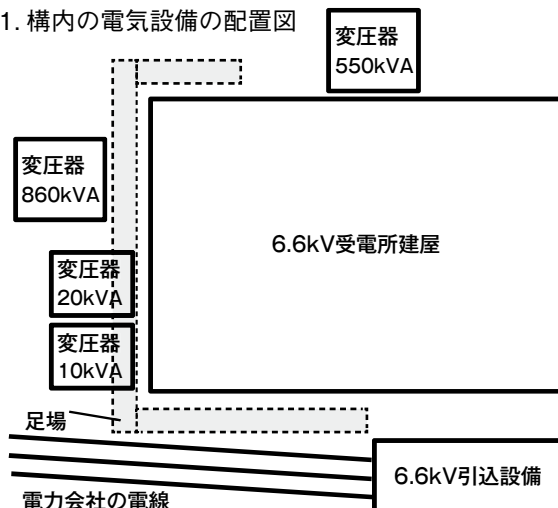 1. 構内の電気設備の配置図
変圧器
550kVA
変圧器
860kVA
6.6kV受電所建屋
変圧器
20kVA
変圧器
10kVA
足場
6.6kV引込設備
電力会社の電線